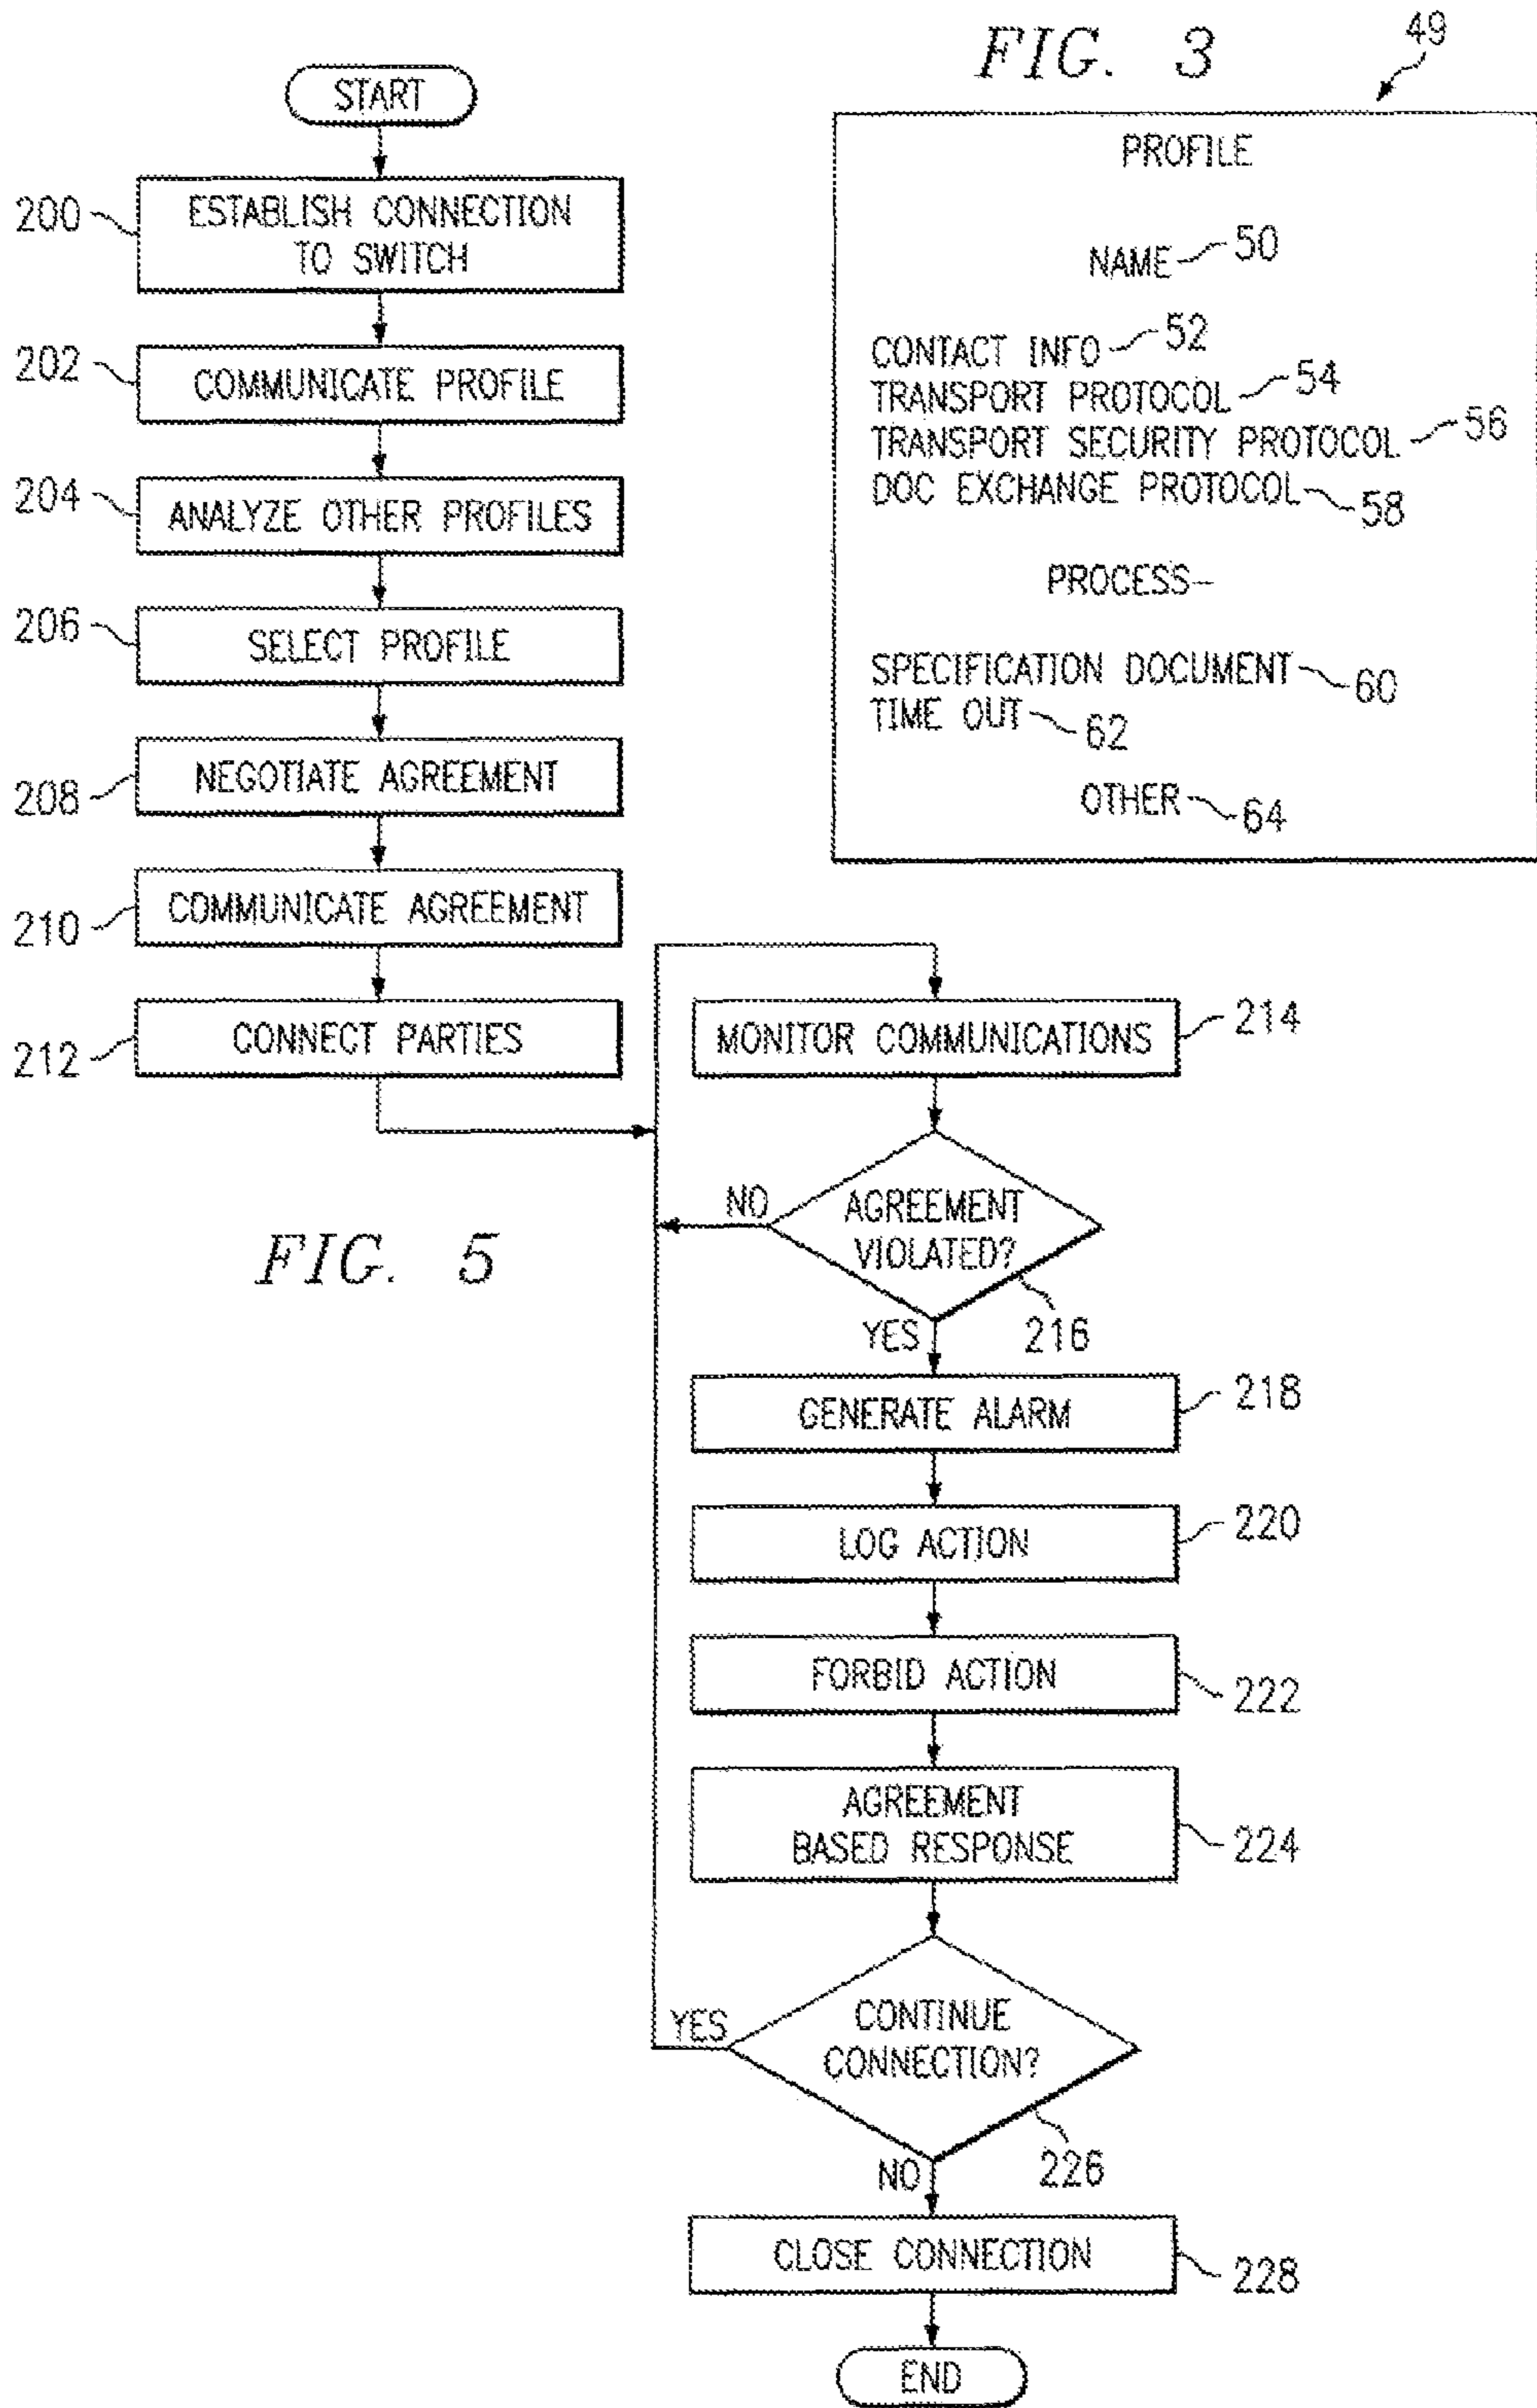 START
200
ESTABLISH CONNECTION
TO SWITCH
202
COMMUNICATE PROFILE
204
ANALYZE OTHER PROFILES
206
SELECT PROFILE
208
NEGOTIATE AGREEMENT
210
COMMUNICATE AGREEMENT
212
CONNECT PARTIES
FIG. 5
FIG. 3
49
PROFILE
NAME 50
CONTACT INFO 52
TRANSPORT PROTOCOL 54
TRANSPORT SECURITY PROTOCOL 56
DOC EXCHANGE PROTOCOL 58
PROCESS-
SPECIFICATION DOCUMENT 60
TIME OUT 62
OTHER 64
MONITOR COMMUNICATIONS
214
NO
AGREEMENT
VIOLATED?
216
YES
GENERATE ALARM
218
LOG ACTION
220
FORBID ACTION
222
AGREEMENT
BASED RESPONSE
224
YES
CONTINUE
CONNECTION?
226
NO
CLOSE CONNECTION
228
END